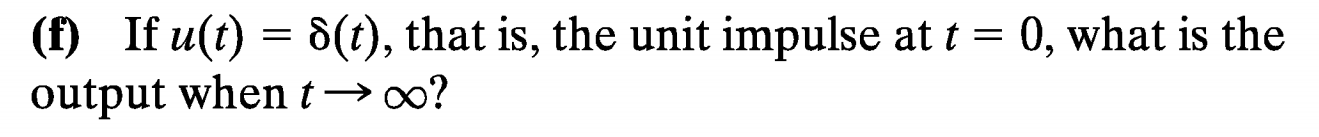 (f) If u(t) = δ(t), that is, the unit impulse at t = 0, what is the
output when t → ∞?